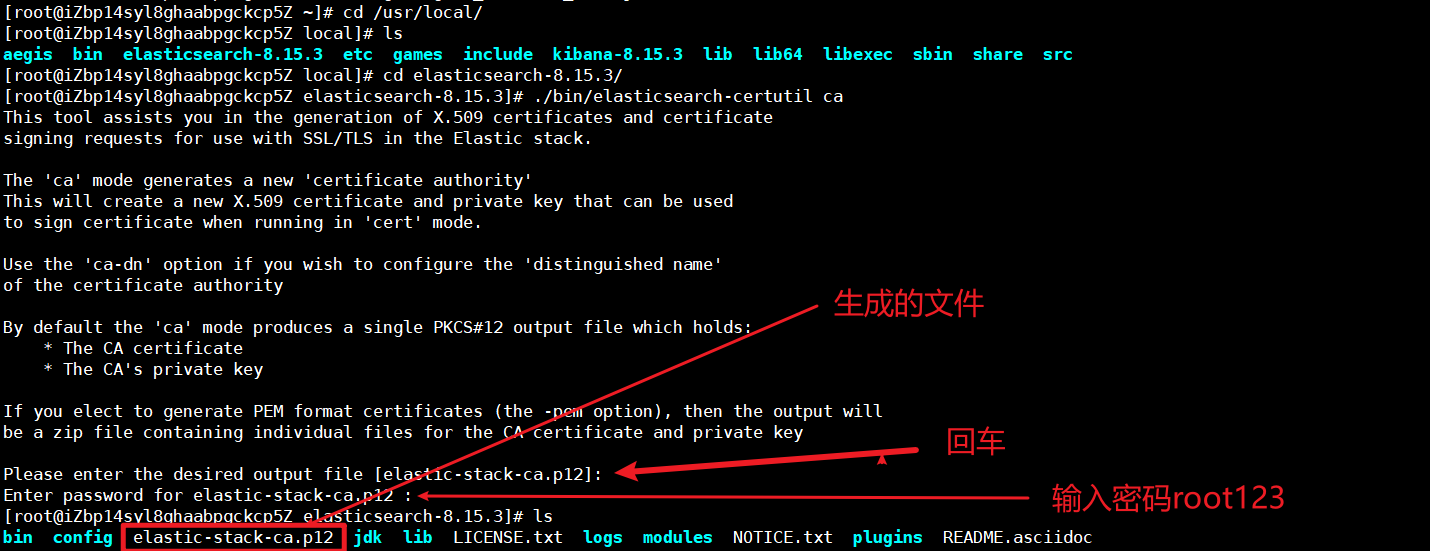 [root@iZbp14syl8ghaabpgckcp5Z ~]# cd /usr/local/
[root@iZbp14syl8ghaabpgckcp5Z local]# ls
aegis bin elasticsearch-8.15.3 etc games include kibana-8.15.3 lib lib64 libexec sbin share src
[root@iZbp14syl8ghaabpgckcp5Z local]# cd elasticsearch-8.15.3/
[root@iZbp14syl8ghaabpgckcp5Z elasticsearch-8.15.3]# ./bin/elasticsearch-certutil ca
This tool assists you in the generation of X.509 certificates and certificate
signing requests for use with SSL/TLS in the Elastic stack.
The 'ca' mode generates a new 'certificate authority'
This will create a new X.509 certificate and private key that can be used
to sign certificate when running in 'cert' mode.
Use the 'ca-dn' option if you wish to configure the 'distinguished name'
of the certificate authority
生成的文件
By default the 'ca' mode produces a single PKCS#12 output file which holds:
* The CA certificate
* The CA's private key
If you elect to generate PEM format certificates (the -pem option), then the output will
be a zip file containing individual files for the CA certificate and private key
回车
Please enter the desired output file [elastic-stack-ca.p12]:
Enter password for elastic-stack-ca.p12 :
输入密码root123
[root@iZbp14syl8ghaabpgckcp5Z elasticsearch-8.15.3]# ls
bin config elastic-stack-ca.p12 jdk lib LICENSE.txt logs modules NOTICE.txt plugins README.asciidoc